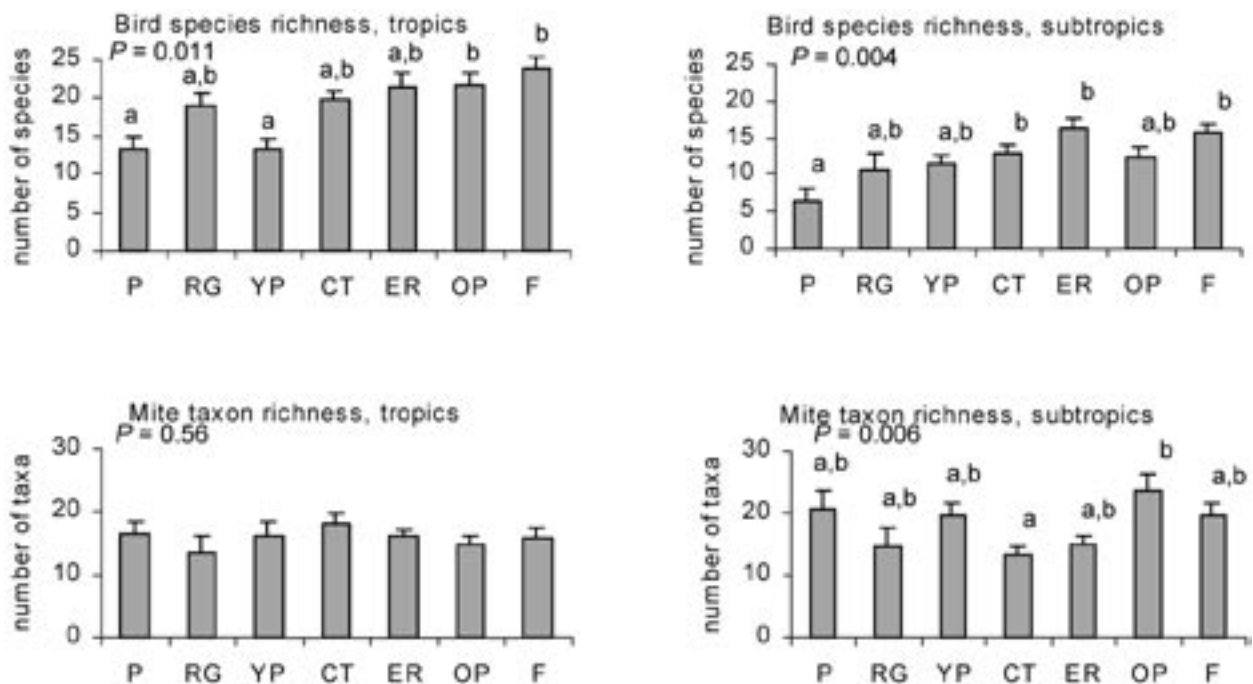 Bird species richness, tropics
P = 0.011
number of species
25
20
15
10
5
0
a
a,b
a
a,b
a,b
b
b
P RG YP CT ER OP F
Bird species richness, subtropics
P = 0.004
number of species
25
20
15
10
5
0
a
a,b
a,b
b
b
a,b
b
P RG YP CT ER OP F
Mite taxon richness, tropics
P = 0.56
number of taxa
30
20
10
0
P RG YP CT ER OP F
Mite taxon richness, subtropics
P = 0.006
number of taxa
30
20
10
0
a,b
a,b
a,b
a
a,b
b
a,b
P RG YP CT ER OP F